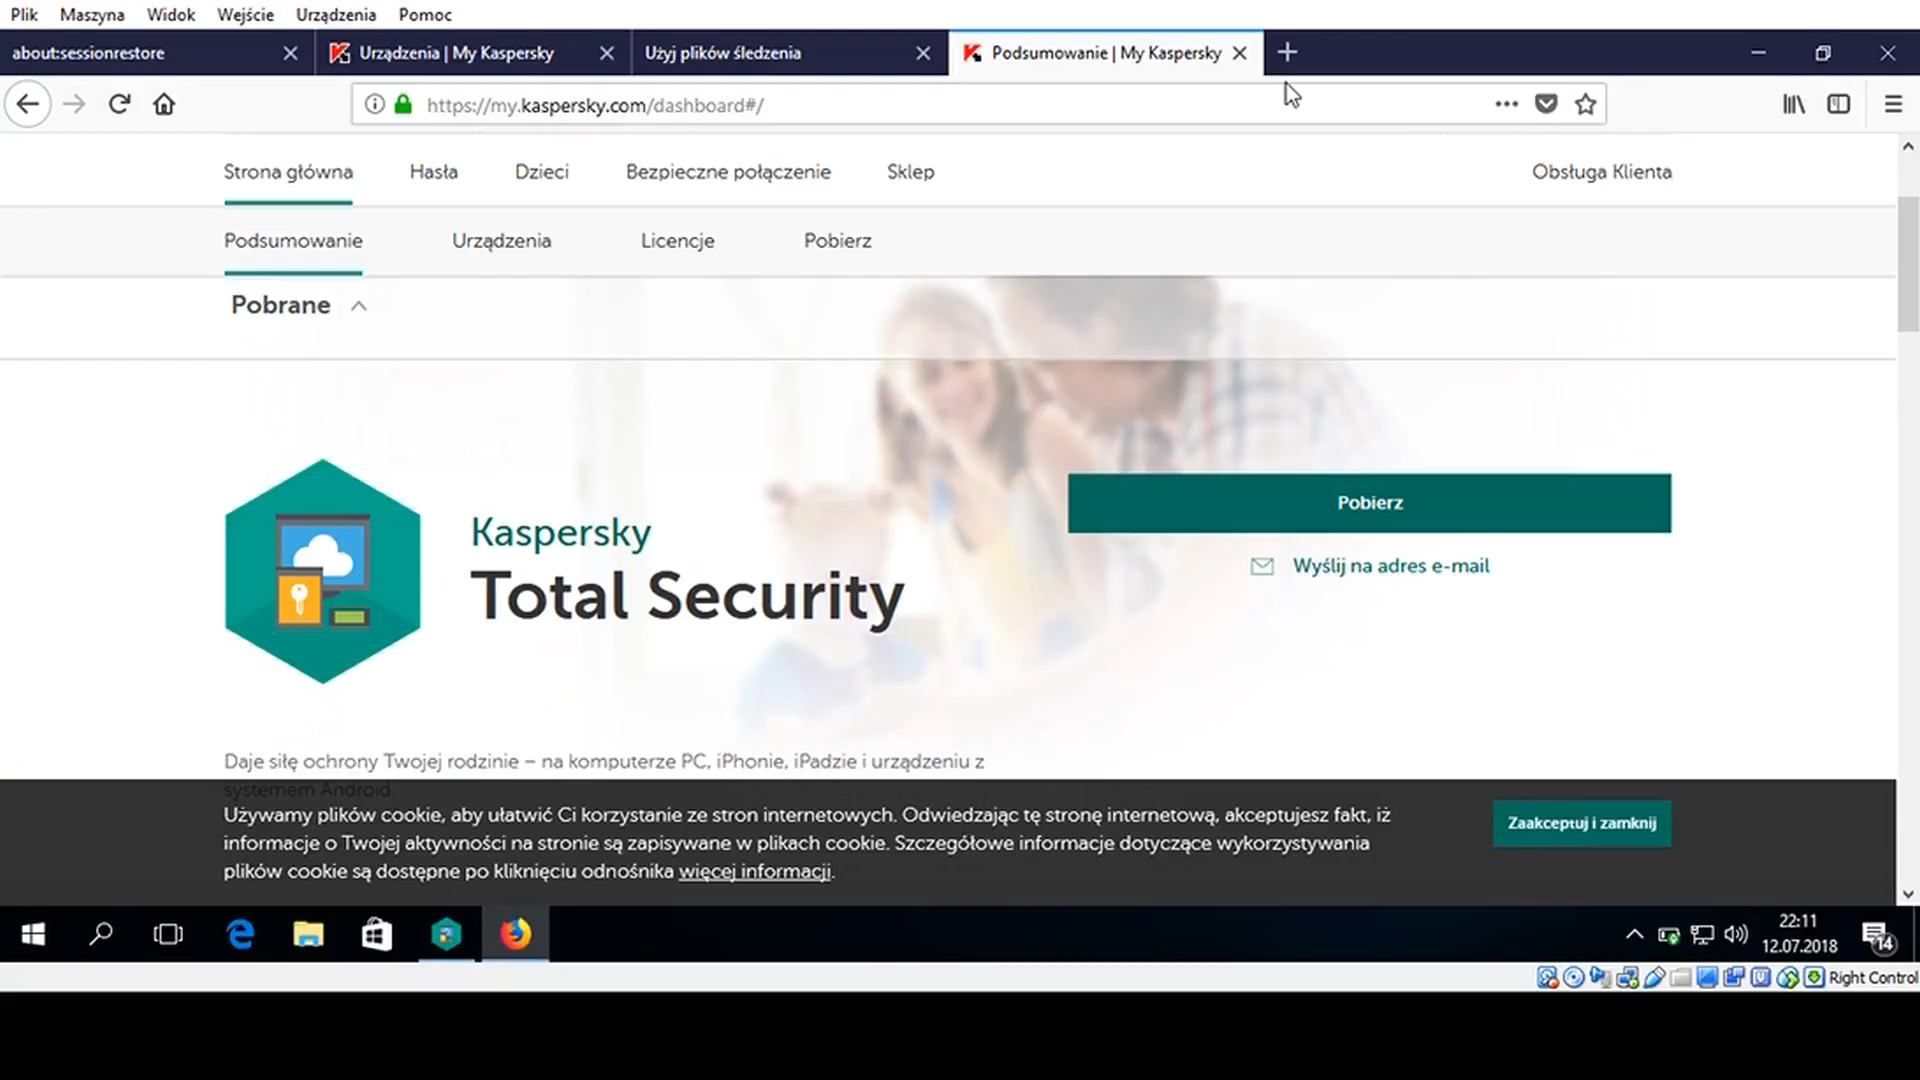 Plik Maszyna Widok Wejście Urządzenia Pomoc
about:sessionrestore Urządzenia | My Kaspersky Użyj plików śledzenia Podsumowanie | My Kaspersky
https://my.kaspersky.com/dashboard#/
Strona główna Hasła Dzieci Bezpieczne połączenie Sklep Obsługa Klienta
Podsumowanie Urządzenia Licencje Pobierz
Pobrane
Pobierz
Wyślij na adres e-mail
Kaspersky
Total Security
Daje siłę ochrony Twojej rodzinie – na komputerze PC, iPhonie, iPadzie i urządzeniu z
systemem Android.
Używamy plików cookie, aby ułatwić Ci korzystanie ze stron internetowych. Odwiedzając tę stronę internetową, akceptujesz fakt, iż
informacje o Twojej aktywności na stronie są zapisywane w plikach cookie. Szczegółowe informacje dotyczące wykorzystywania
plików cookie są dostępne po kliknięciu odnośnika więcej informacji.
Zaakceptuj i zamknij
22:11
12.07.2018
14
Right Control